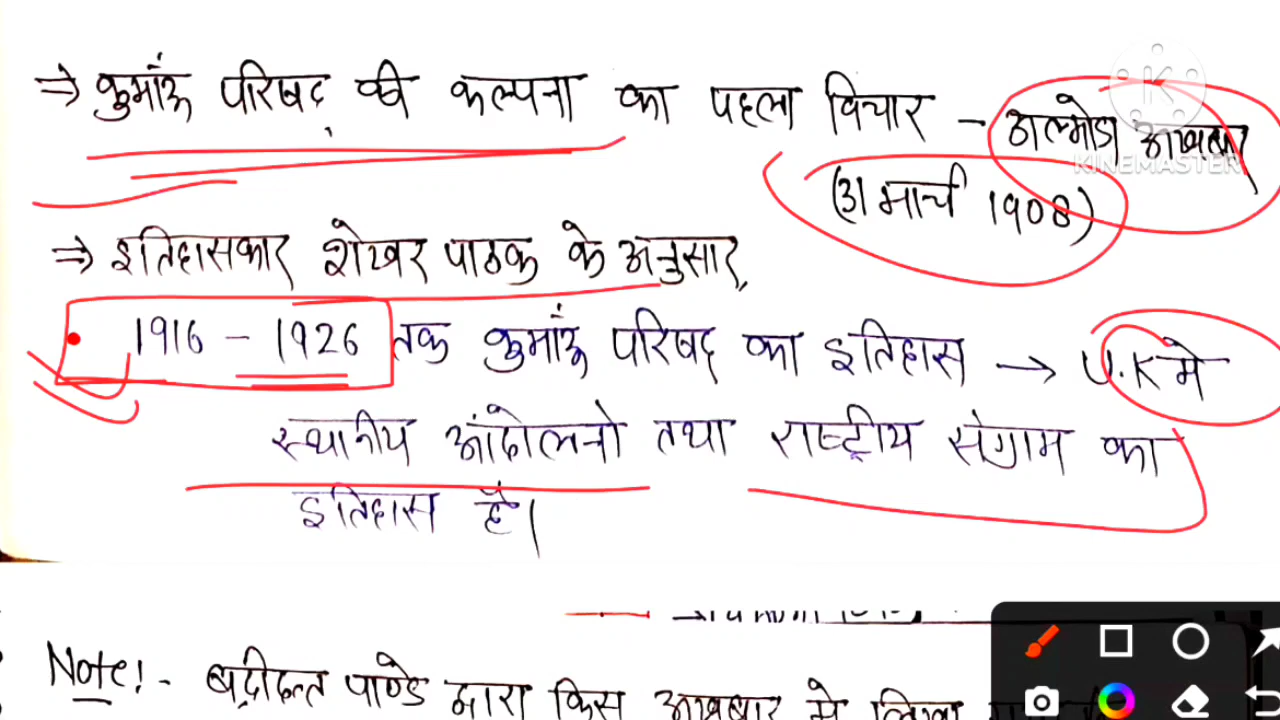 ⇒ कुमाँऊ परिषद् की कल्पना का पहला विचार - अल्मोडा अखबार
K
KINEMASTER
(31 मार्च 1908)
⇒ इतिहासकार शेखर पाठक के अनुसार,
• 1916 - 1926 तक कुमाँऊ परिषद का इतिहास → U.K मे
स्थानीय आंदोलनो तथा राष्ट्रीय संग्राम का
इतिहास है।
Note! - बद्रीदत्त पाण्डे द्वारा किस अखबार मे लिखा